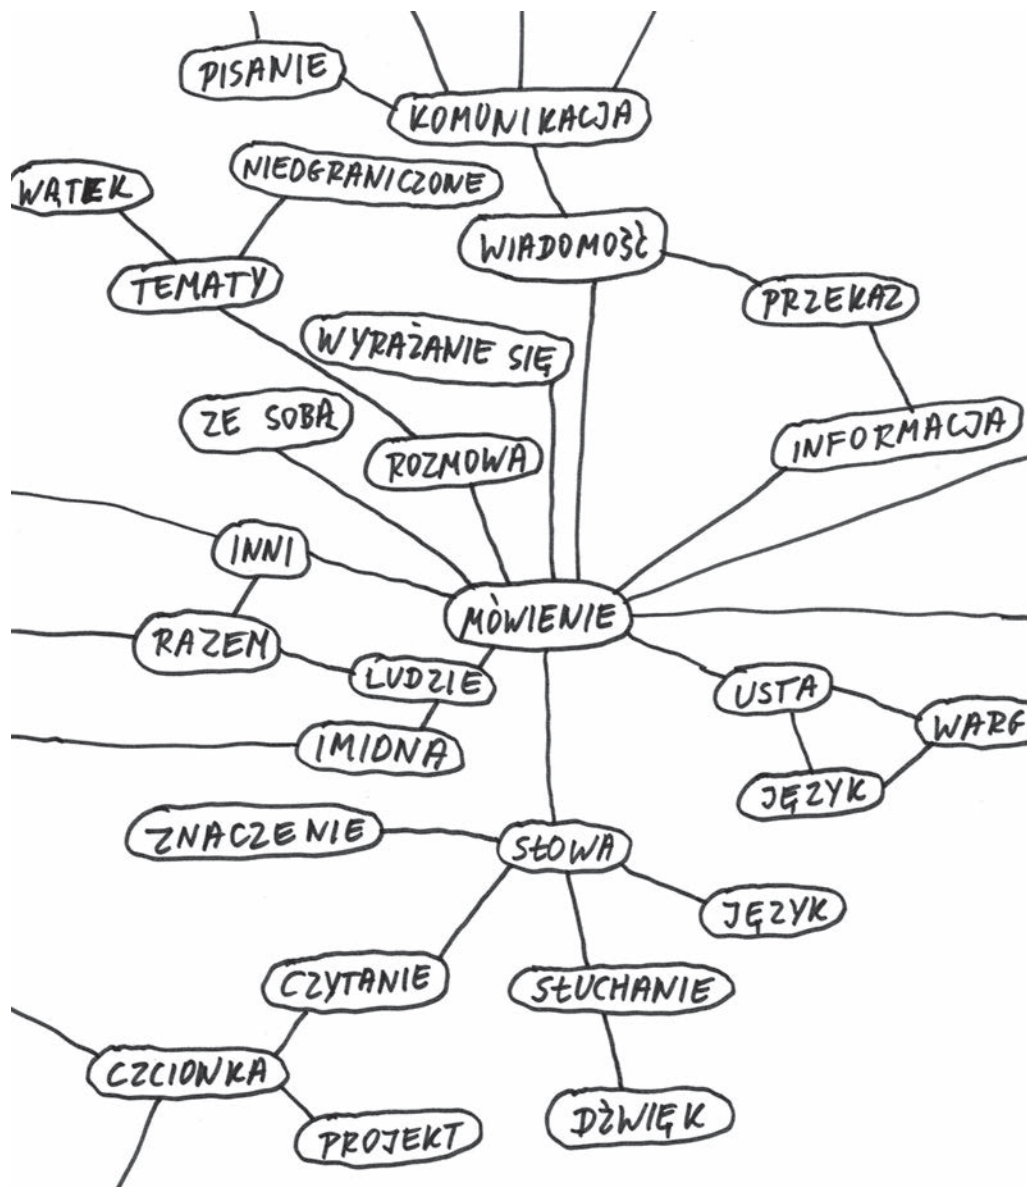 PISANIE
KOMUNIKACJA
NIEOGRANICZONE
WĄTEK
WIADOMOŚĆ
TEMATY
PRZEKAZ
WYRAŻANIE SIĘ
ZE SOBĄ
INFORMACJA
ROZMOWA
INNI
MÓWIENIE
RAZEM
LUDZIE
USTA
WARG
IMIONA
JĘZYK
ZNACZENIE
SŁOWA
JĘZYK
CZYTANIE
SŁUCHANIE
CZCIONKA
DŹWIĘK
PROJEKT